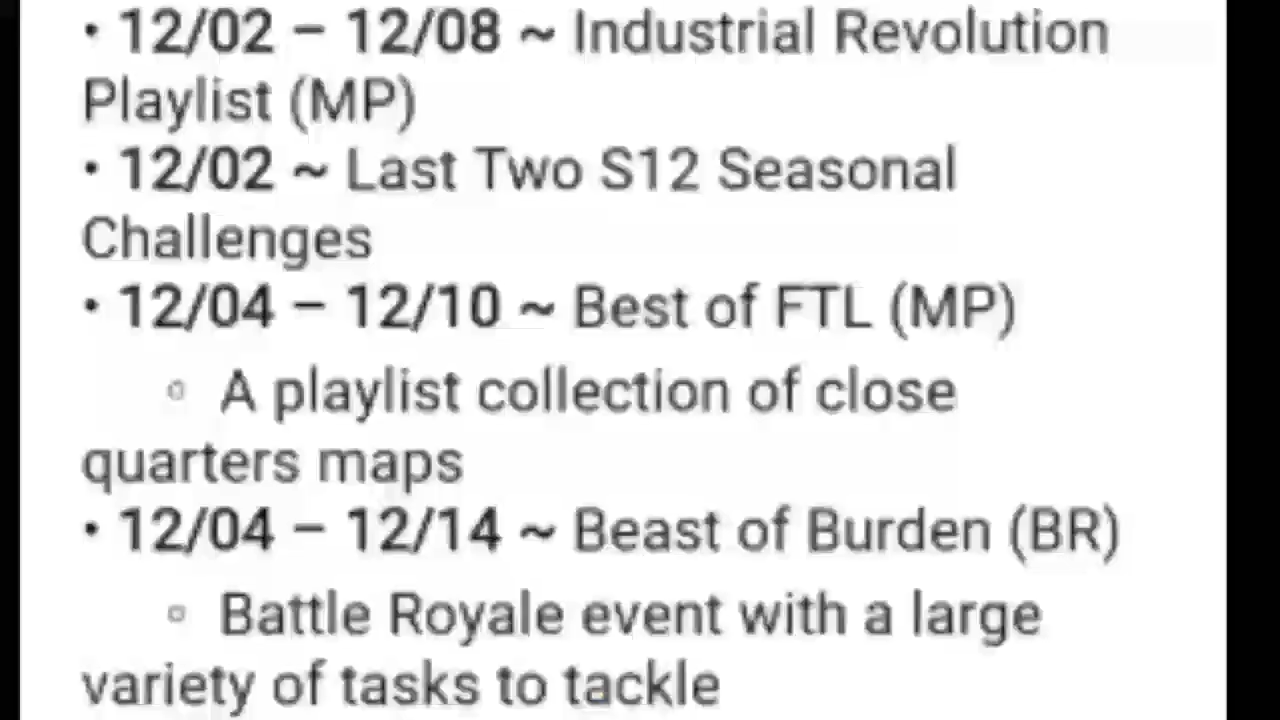 • 12/02 – 12/08 ~ Industrial Revolution
Playlist (MP)
• 12/02 ~ Last Two S12 Seasonal
Challenges
• 12/04 – 12/10 ~ Best of FTL (MP)
◦ A playlist collection of close
quarters maps
• 12/04 – 12/14 ~ Beast of Burden (BR)
◦ Battle Royale event with a large
variety of tasks to tackle